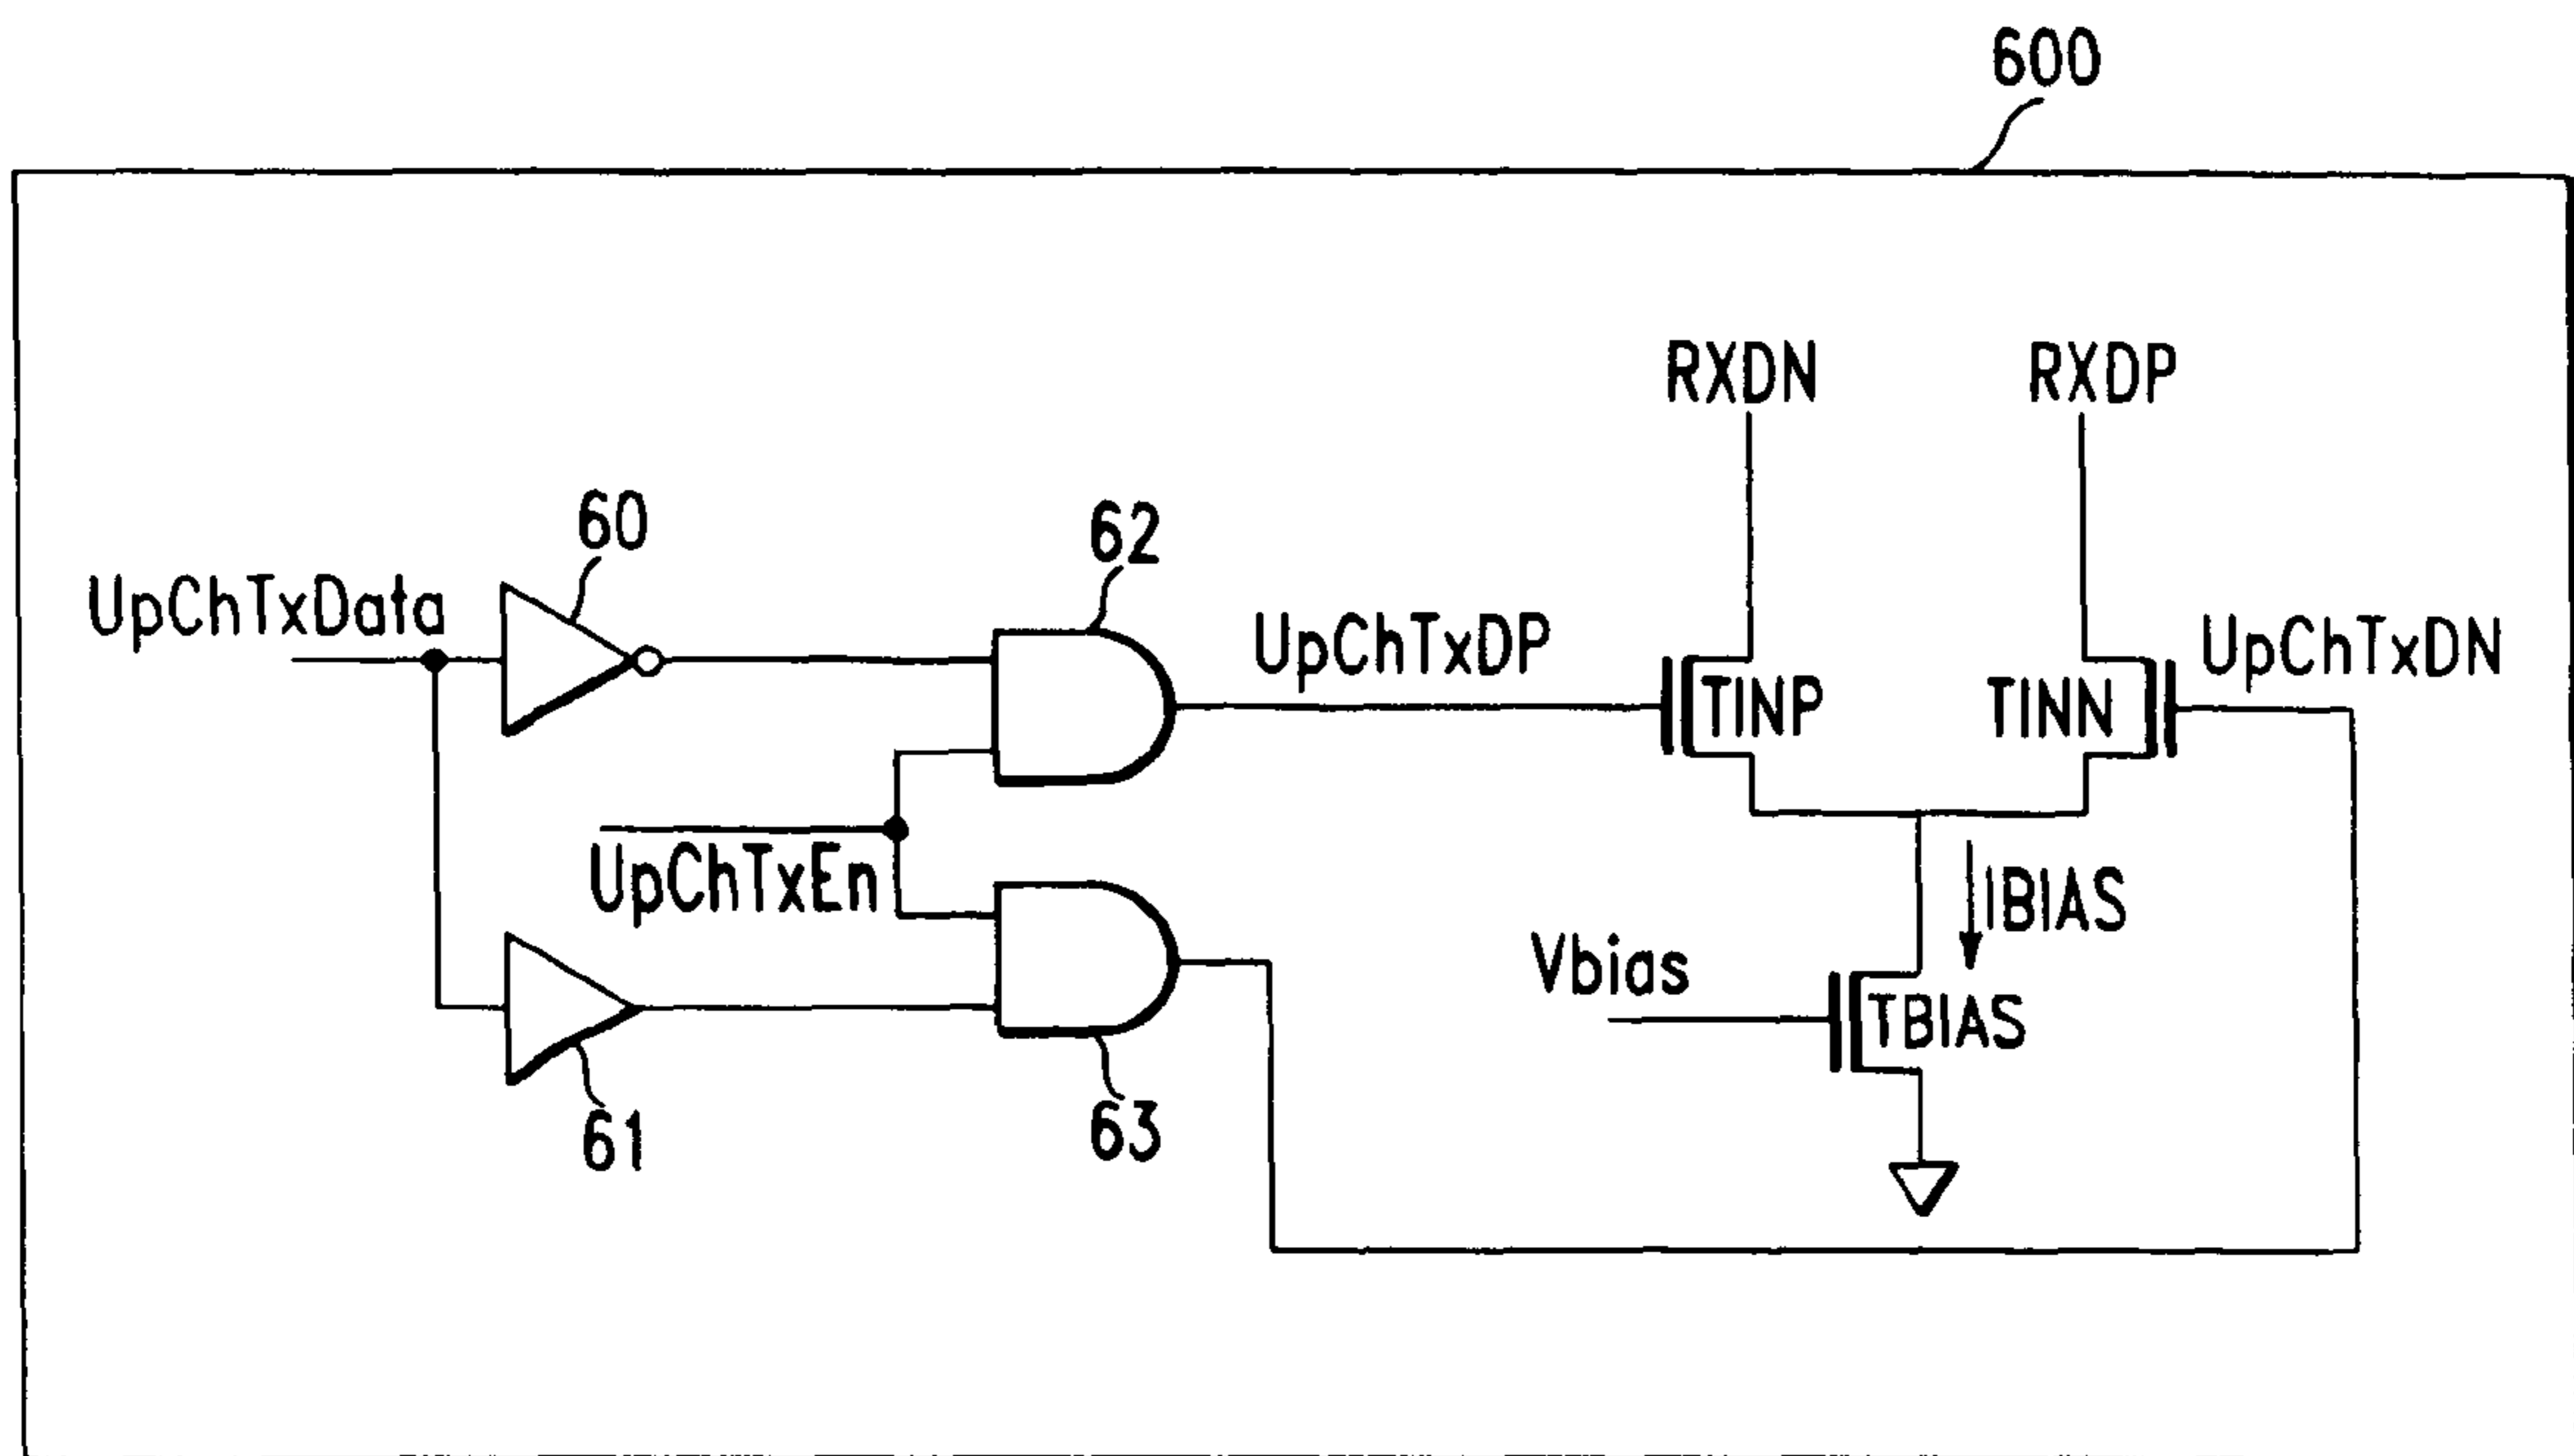 600
RXDN
RXDP
60
62
UpChTxData
UpChTxDP
UpChTxDN
TINP
TINN
UpChTxEn
IBIAS
Vbias
TBIAS
61
63